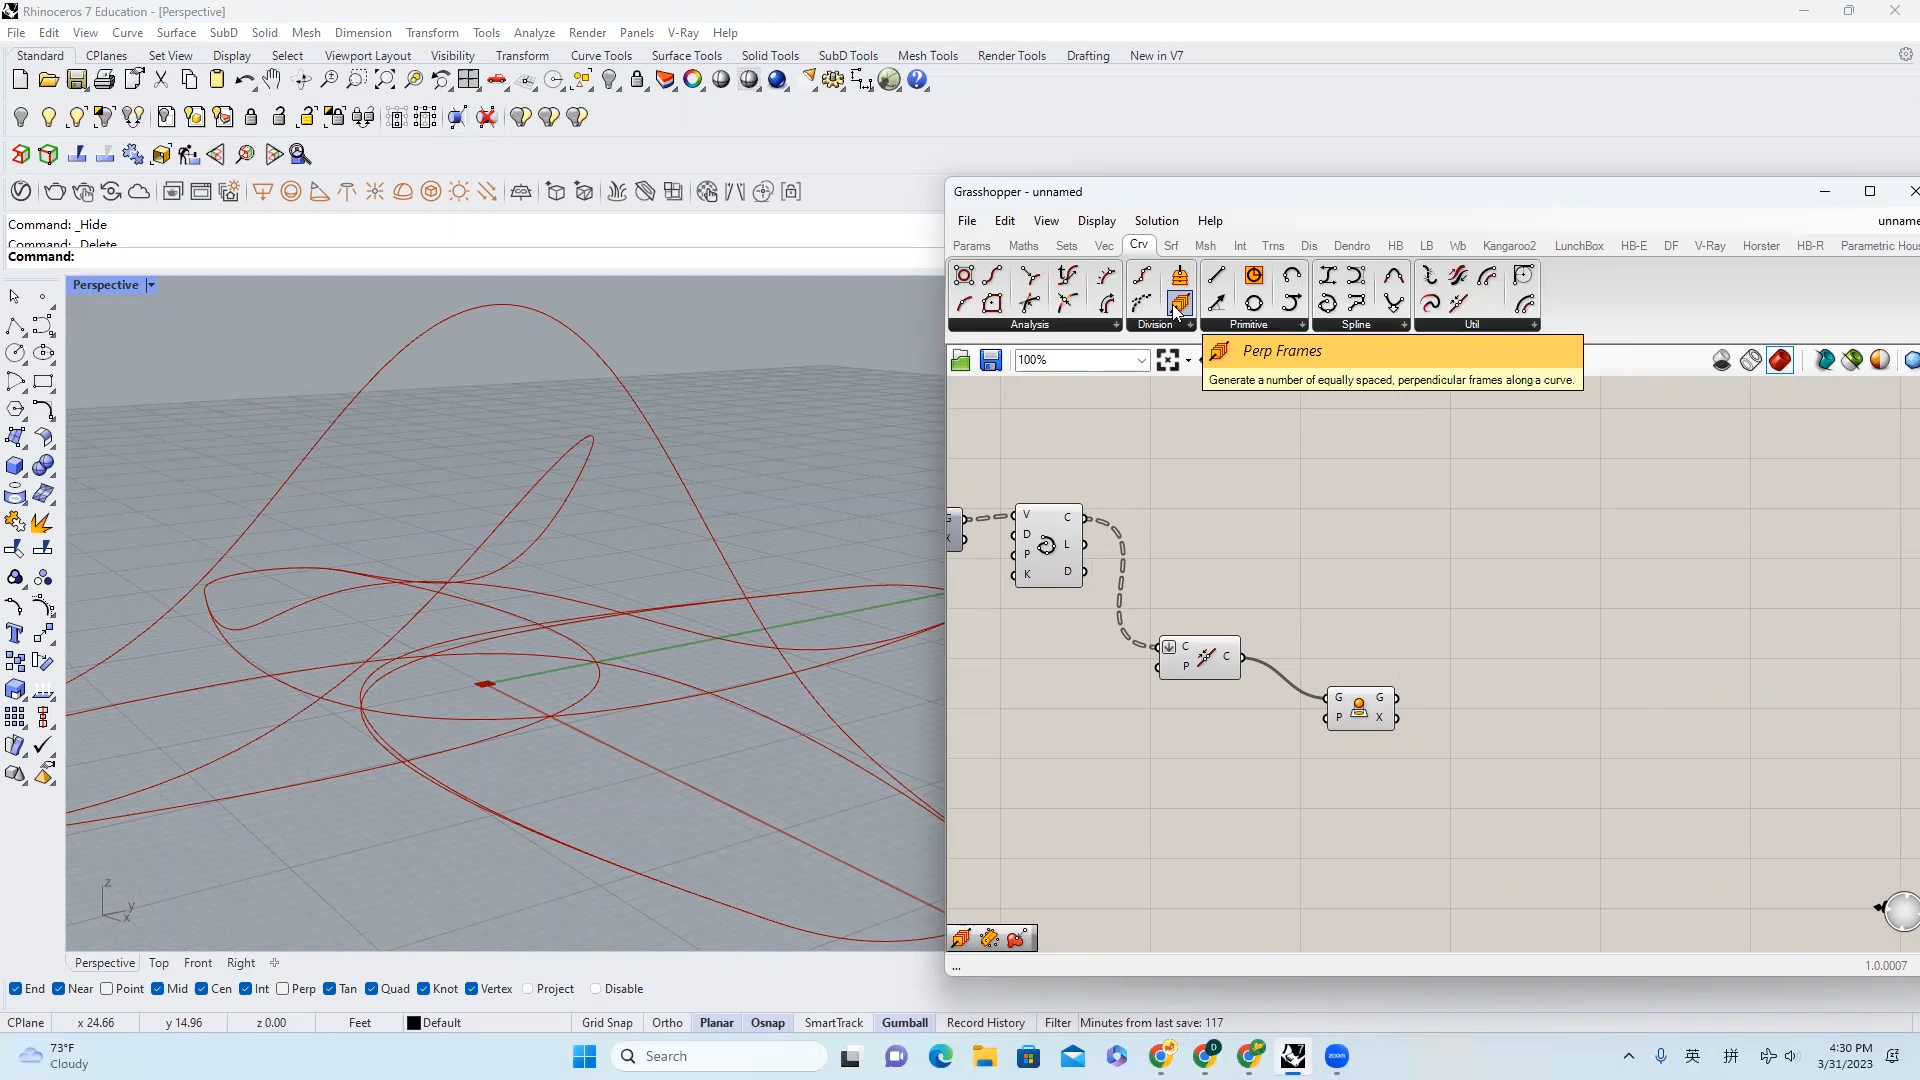 Rhinoceros 7 Education - [Perspective]
File Edit View Curve Surface SubD Solid Mesh Dimension Transform Tools Analyze Render Panels V-Ray Help
Standard CPlanes Set View Display Select Viewport Layout Visibility Transform Curve Tools Surface Tools Solid Tools SubD Tools Mesh Tools Render Tools Drafting New in V7
Command: _Hide
Command: _Delete
Command:
Perspective
Grasshopper - unnamed
File Edit View Display Solution Help
unname
Params Maths Sets Vec Crv Srf Msh Int Trns Dis Dendro HB LB Wb Kangaroo2 LunchBox HB-E DF V-Ray Horster HB-R Parametric Hou
Analysis Division Primitive Spline Util
100%
Perp Frames
Generate a number of equally spaced, perpendicular frames along a curve.
G
X
V C
D L
P
K D
C
P C
G G
P X
z
y
x
...
1.0.0007
Perspective Top Front Right
End Near Point Mid Cen Int Perp Tan Quad Knot Vertex Project Disable
CPlane x 24.66 y 14.96 z 0.00 Feet Default Grid Snap Ortho Planar Osnap SmartTrack Gumball Record History Filter Minutes from last save: 117
73°F
Cloudy
Search
zoom
英 拼
4:30 PM
3/31/2023